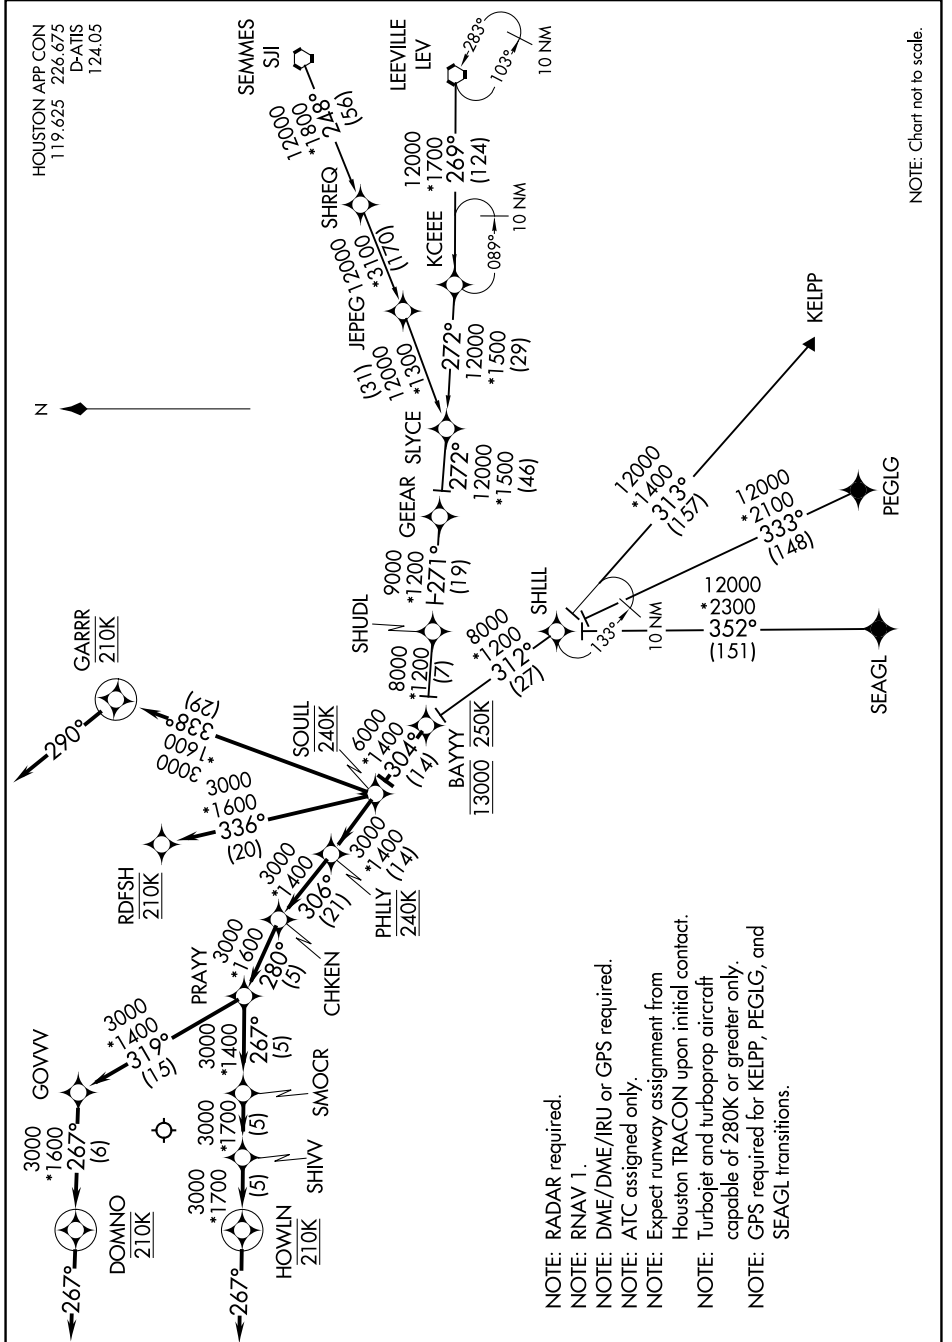 HOUSTON APP CON
119.625 226.675
D-ATIS
124.05
SEMMES
SJI
12000
*1800
248°
(56)
SHREQ
12000
*3100
(170)
JEPEG
(31)
12000
*1300
LEEVILLE
LEV
283°
103°
10 NM
12000
*1700
269°
(124)
KCEEE
089°
10 NM
272°
12000
*1500
(29)
SLYCE
272°
12000
*1500
(46)
GEEAR
9000
*1200
271°
(19)
SHUDL
8000
*1200
(7)
N
KELPP
12000
*1400
313°
(157)
PEGLG
12000
*2100
333°
(148)
SEAGL
12000
*2300
352°
(151)
SHLLL
133°
10 NM
8000
*1200
312°
(27)
BAYYY
13000 250K
6000
*1400
304°
(14)
SOULL
240K
GARRR
210K
290°
338°
(29)
3000
*1600
RDFSH
210K
3000
*1600
336°
(20)
3000
*1400
(14)
PHLLY
240K
3000
*1400
306°
(21)
CHKEN
3000
*1600
280°
(5)
PRAYY
3000
*1400
319°
(15)
GOVVV
3000
*1600
267°
(6)
DOMNO
210K
267°
3000
*1400
267°
(5)
SMOCR
3000
*1700
(5)
SHIVV
3000
*1700
(5)
HOWLN
210K
267°
NOTE: RADAR required.
NOTE: RNAV 1.
NOTE: DME/DME/IRU or GPS required.
NOTE: ATC assigned only.
NOTE: Expect runway assignment from
Houston TRACON upon initial contact.
NOTE: Turbojet and turboprop aircraft
capable of 280K or greater only.
NOTE: GPS required for KELPP, PEGLG, and
SEAGL transitions.
NOTE: Chart not to scale.